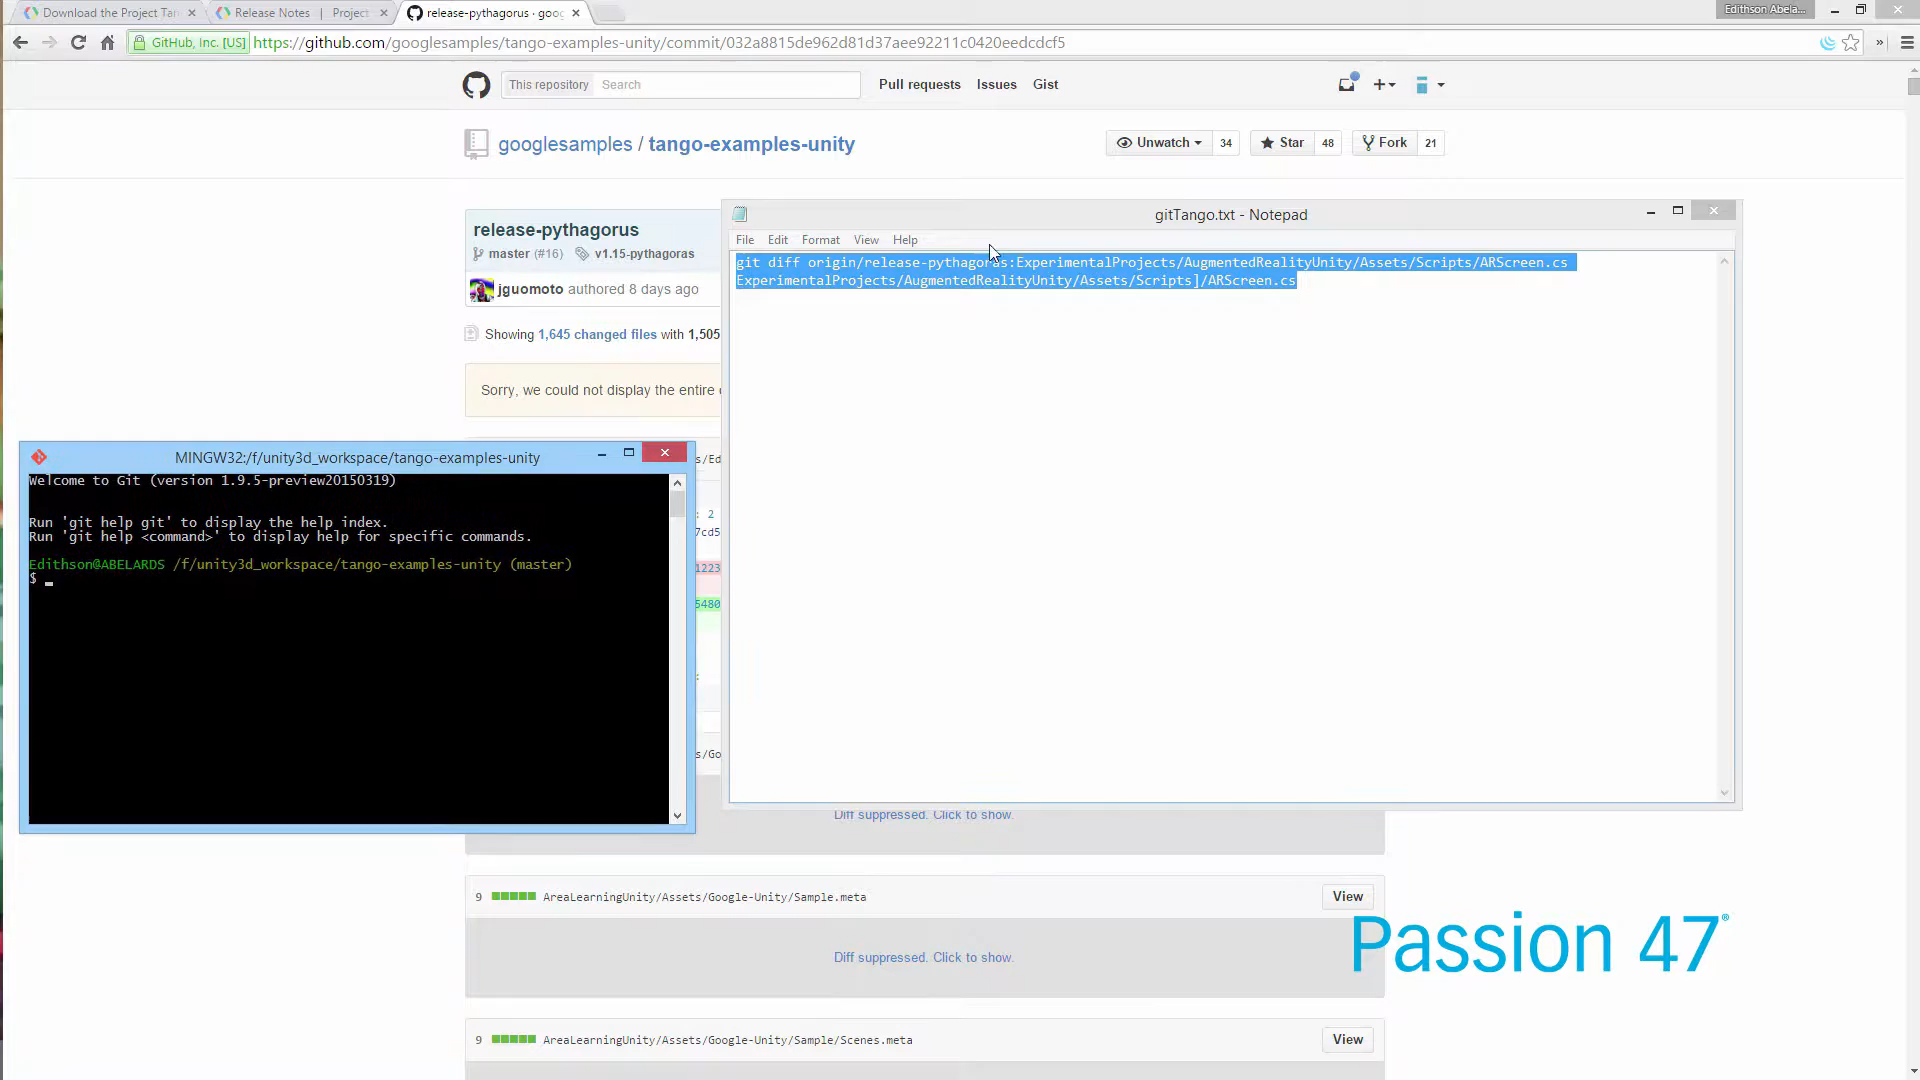 Download the Project Tan
Release Notes | Project
release-pythagorus · goog
Edithson Abela...
GitHub, Inc. [US]
https://github.com/googlesamples/tango-examples-unity/commit/032a8815de962d81d37aee92211c0420eedcdcf5
This repository Search Pull requests Issues Gist
googlesamples / tango-examples-unity
Unwatch 34 Star 48 Fork 21
release-pythagorus
master (#16) v1.15-pythagoras
jguomoto authored 8 days ago
Showing 1,645 changed files with 1,505
Sorry, we could not display the entire
gitTango.txt - Notepad
File Edit Format View Help
git diff origin/release-pythagoras:ExperimentalProjects/AugmentedRealityUnity/Assets/Scripts/ARScreen.cs
ExperimentalProjects/AugmentedRealityUnity/Assets/Scripts]/ARScreen.cs
MINGW32:/f/unity3d_workspace/tango-examples-unity
Welcome to Git (version 1.9.5-preview20150319)
Run 'git help git' to display the help index.
Run 'git help <command>' to display help for specific commands.
Edithson@ABELARDS /f/unity3d_workspace/tango-examples-unity (master)
$
s/Ed
: 2
7cd5
1223
5480
s/Go
Diff suppressed. Click to show.
9 AreaLearningUnity/Assets/Google-Unity/Sample.meta View
Diff suppressed. Click to show.
Passion 47®
9 AreaLearningUnity/Assets/Google-Unity/Sample/Scenes.meta View